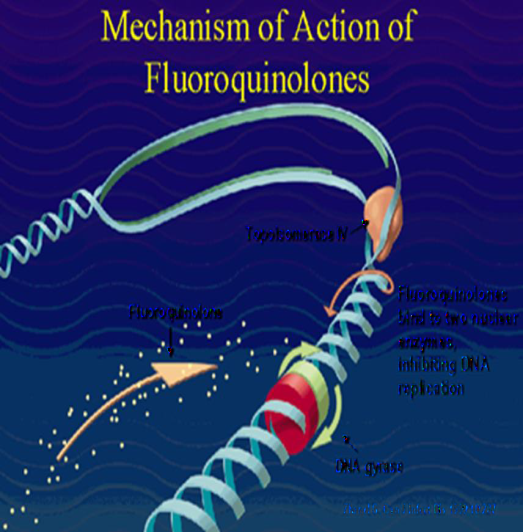 Mechanism of Action of
Fluoroquinolones
Topoisomerase IV
Fluoroquinolone
Fluoroquinolones
bind to two nuclear
enzymes,
inhibiting DNA
replication
DNA gyrase